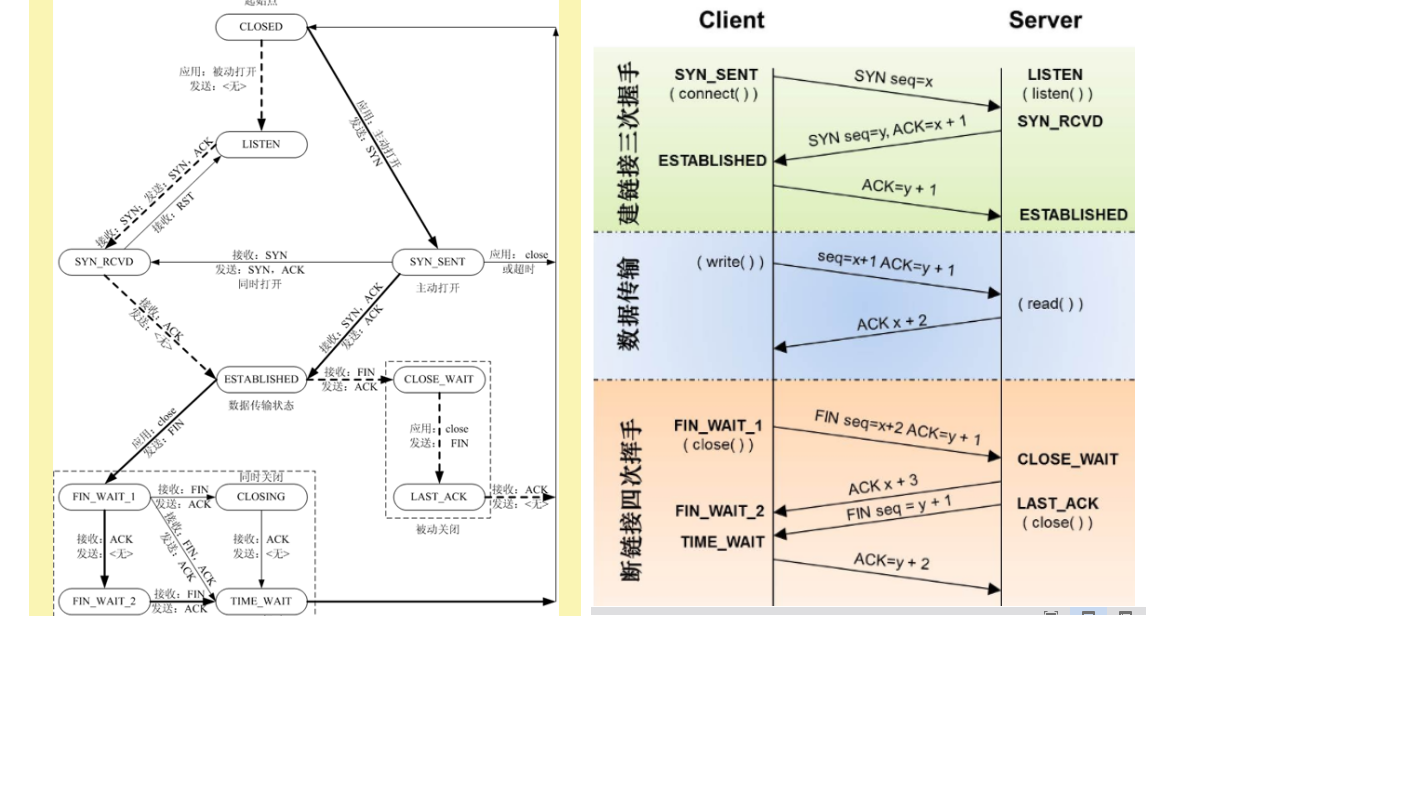 起始点
CLOSED
应用：被动打开
发送：<无>
应用：主动打开
发送：SYN
LISTEN
接收：SYN；发送：SYN，ACK
接收：RST
SYN_RCVD
接收：SYN
发送：SYN，ACK
同时打开
SYN_SENT
主动打开
应用：close
或超时
接收：ACK
发送：<无>
接收：SYN，ACK
发送：ACK
ESTABLISHED
数据传输状态
接收：FIN
发送：ACK
CLOSE_WAIT
应用：close
发送：FIN
应用：close
发送：FIN
LAST_ACK
接收：ACK
发送：<无>
被动关闭
同时关闭
FIN_WAIT_1
接收：FIN
发送：ACK
CLOSING
接收：ACK
发送：<无>
接收：FIN，ACK
发送：ACK
接收：ACK
发送：<无>
FIN_WAIT_2
接收：FIN
发送：ACK
TIME_WAIT
Client
Server
建链接三次握手
SYN_SENT
( connect( ) )
SYN seq=x
LISTEN
( listen( ) )
SYN_RCVD
SYN seq=y, ACK=x + 1
ESTABLISHED
ACK=y + 1
ESTABLISHED
数据传输
( write( ) )
seq=x+1 ACK=y + 1
( read( ) )
ACK x + 2
断链接四次挥手
FIN_WAIT_1
( close( ) )
FIN seq=x+2 ACK=y + 1
CLOSE_WAIT
ACK x + 3
FIN_WAIT_2
FIN seq = y + 1
LAST_ACK
( close( ) )
TIME_WAIT
ACK=y + 2